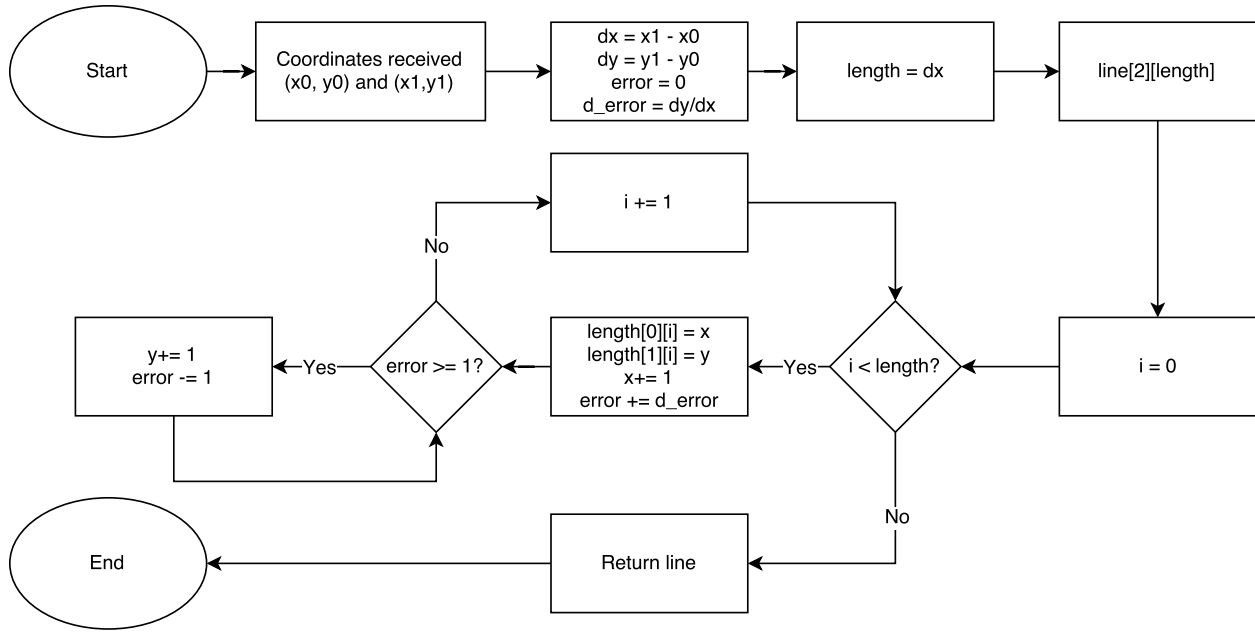 Start
Coordinates received
(x0, y0) and (x1,y1)
dx = x1 - x0
dy = y1 - y0
error = 0
d_error = dy/dx
length = dx
line[2][length]
i += 1
No
y+= 1
error -= 1
Yes
error >= 1?
length[0][i] = x
length[1][i] = y
x+= 1
error += d_error
Yes
i < length?
i = 0
No
End
Return line